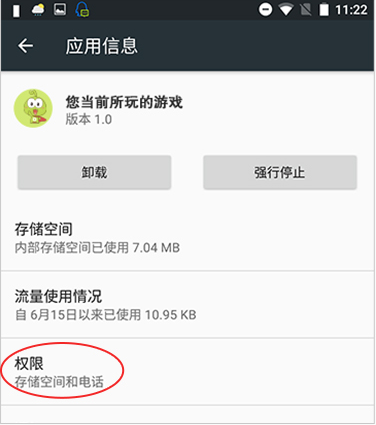 11:22
应用信息
您当前所玩的游戏
版本 1.0
卸载
强行停止
存储空间
内部存储空间已使用 7.04 MB
流量使用情况
自 6月15日以来已使用 10.95 KB
权限
存储空间和电话